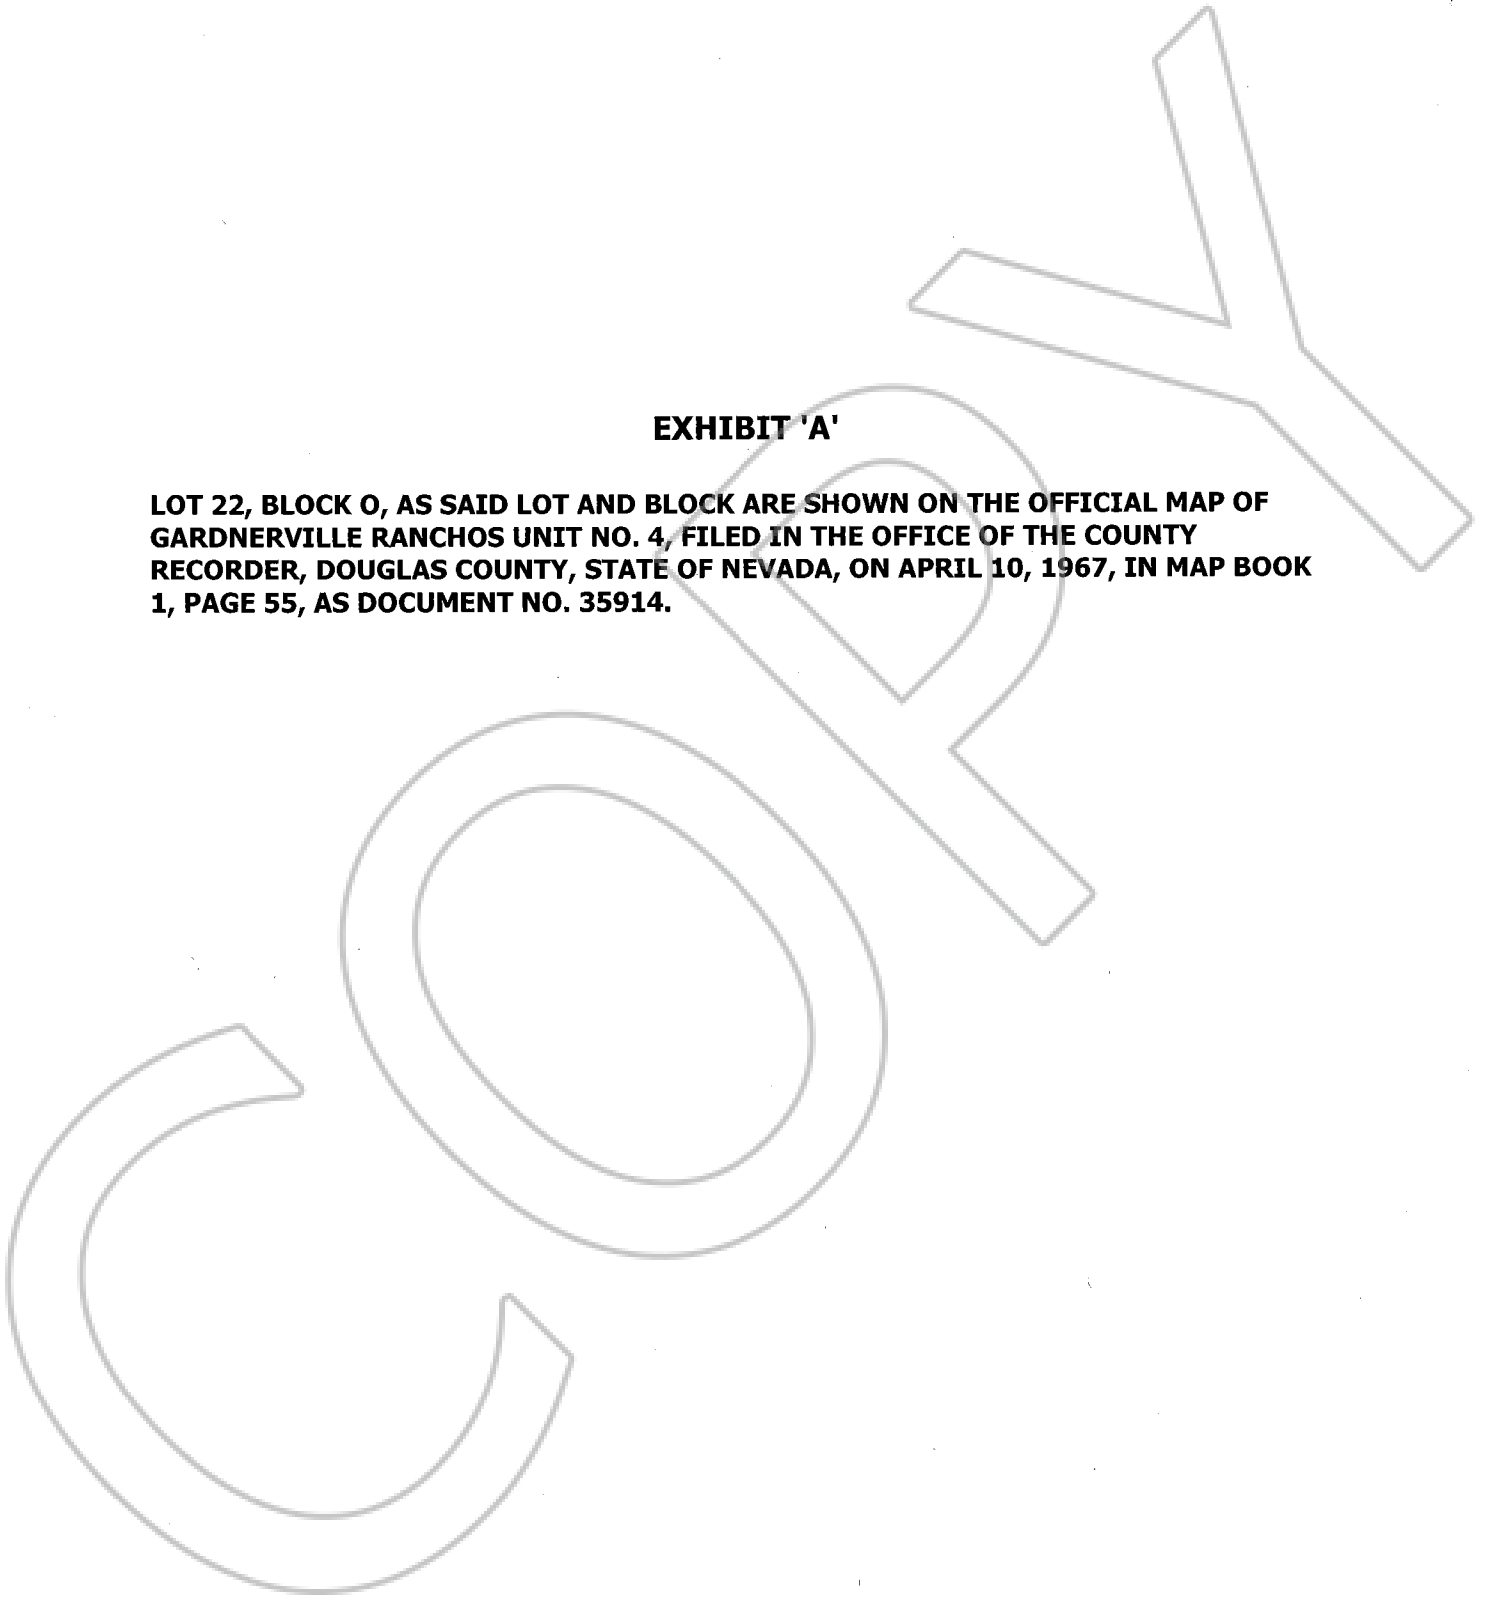 EXHIBIT 'A'
LOT 22, BLOCK O, AS SAID LOT AND BLOCK ARE SHOWN ON THE OFFICIAL MAP OF
GARDNERVILLE RANCHOS UNIT NO. 4, FILED IN THE OFFICE OF THE COUNTY
RECORDER, DOUGLAS COUNTY, STATE OF NEVADA, ON APRIL 10, 1967, IN MAP BOOK
1, PAGE 55, AS DOCUMENT NO. 35914.
COPY